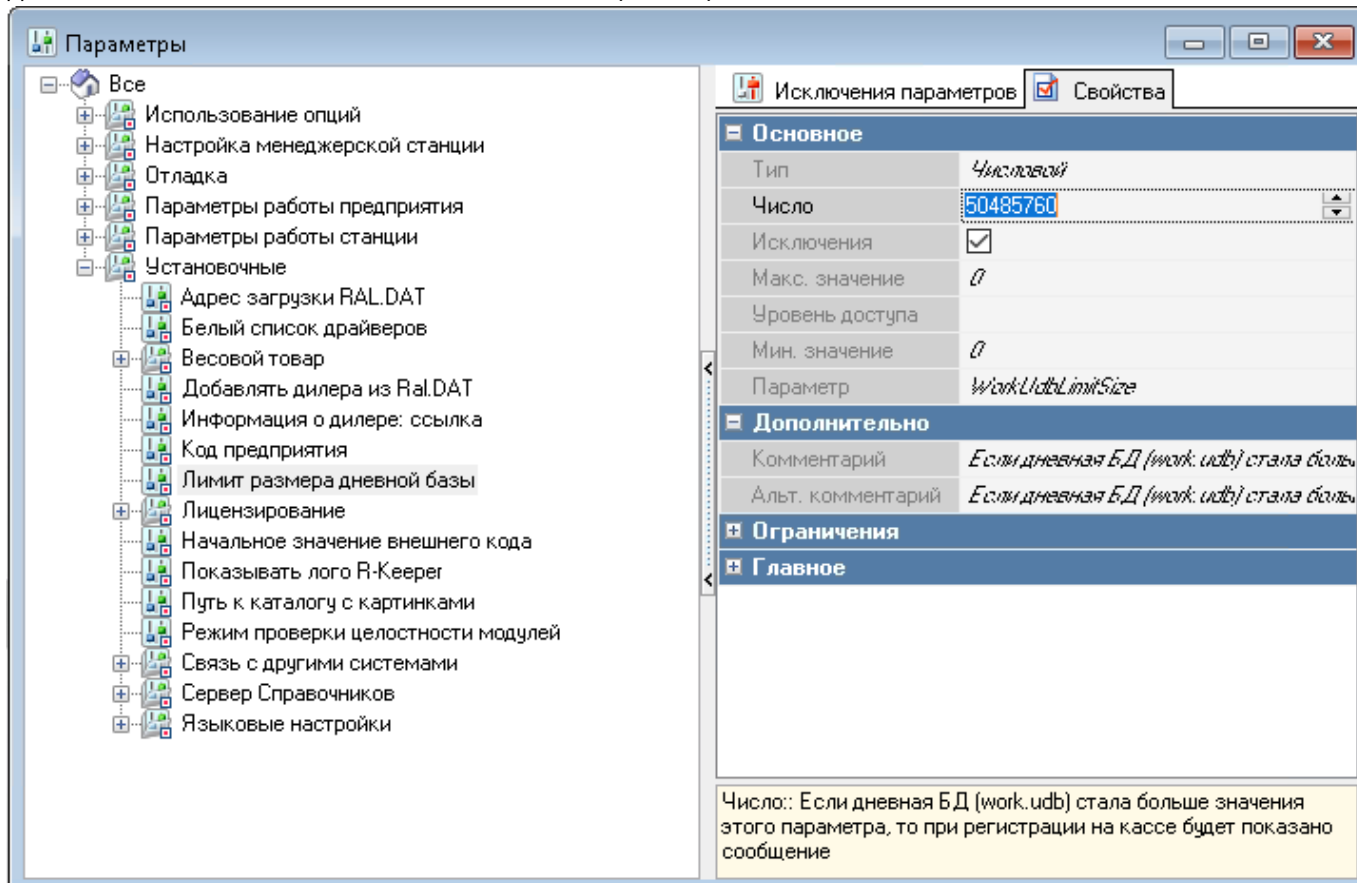 Параметры
Все
Использование опций
Настройка менеджерской станции
Отладка
Параметры работы предприятия
Параметры работы станции
Установочные
Адрес загрузки RAL.DAT
Белый список драйверов
Весовой товар
Добавлять дилера из Ral.DAT
Информация о дилере: ссылка
Код предприятия
Лимит размера дневной базы
Лицензирование
Начальное значение внешнего кода
Показывать лого R-Keeper
Путь к каталогу с картинками
Режим проверки целостности модулей
Связь с другими системами
Сервер Справочников
Языковые настройки
Исключения параметров Свойства
Основное
Тип Числовой
Число 50485760
Исключения
Макс. значение 0
Уровень доступа
Мин. значение 0
Параметр WorkUdbLimitSize
Дополнительно
Комментарий Если дневная БД (work.udb) стала
Альт. комментарий Если дневная БД (work.udb) стала
Ограничения
Главное
Число:: Если дневная БД (work.udb) стала больше значения
этого параметра, то при регистрации на кассе будет показано
сообщение